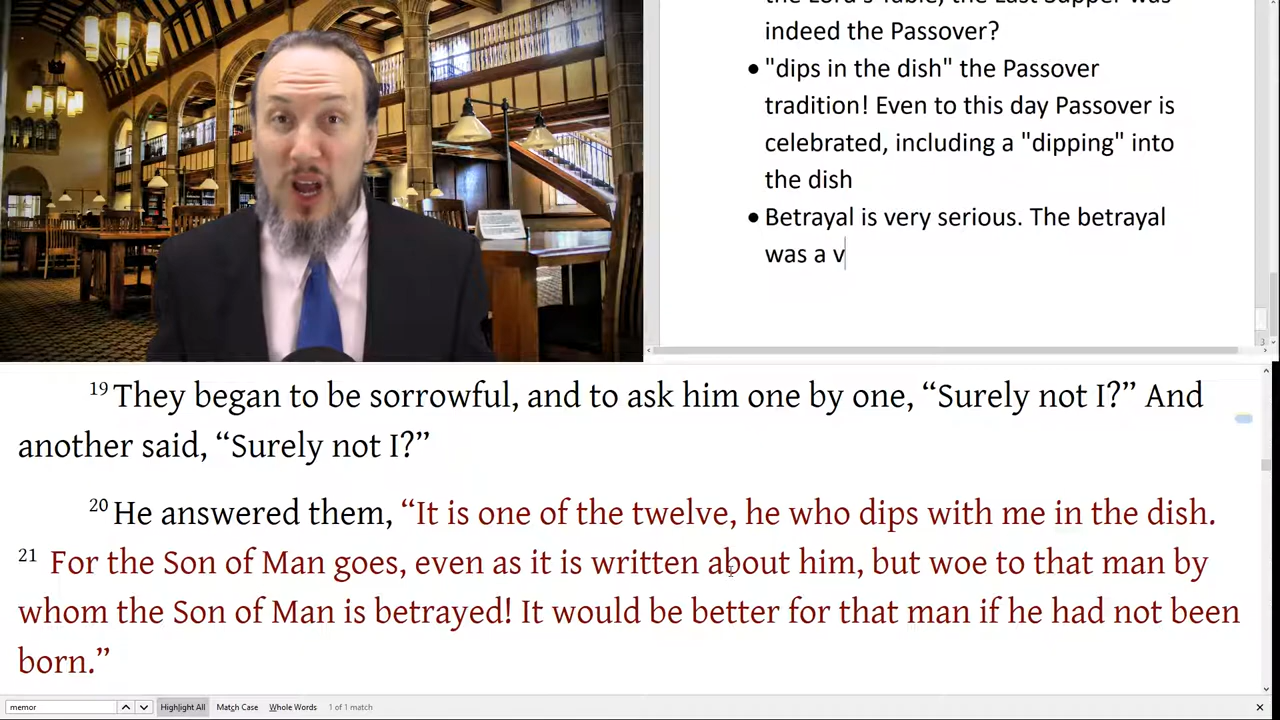 indeed the Passover?
• "dips in the dish" the Passover
tradition! Even to this day Passover is
celebrated, including a "dipping" into
the dish
• Betrayal is very serious. The betrayal
was a v
3
19 They began to be sorrowful, and to ask him one by one, “Surely not I?” And
another said, “Surely not I?”
20 He answered them, “It is one of the twelve, he who dips with me in the dish.
21 For the Son of Man goes, even as it is written about him, but woe to that man by
whom the Son of Man is betrayed! It would be better for that man if he had not been
born.”
memor Highlight All Match Case Whole Words 1 of 1 match